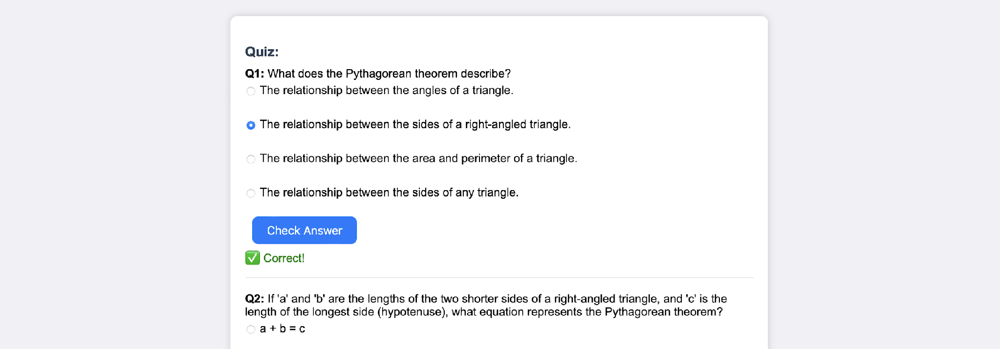 Quiz:
Q1: What does the Pythagorean theorem describe?
The relationship between the angles of a triangle.
The relationship between the sides of a right-angled triangle.
The relationship between the area and perimeter of a triangle.
The relationship between the sides of any triangle.
Check Answer
✅ Correct!
Q2: If 'a' and 'b' are the lengths of the two shorter sides of a right-angled triangle, and 'c' is the
length of the longest side (hypotenuse), what equation represents the Pythagorean theorem?
a + b = c